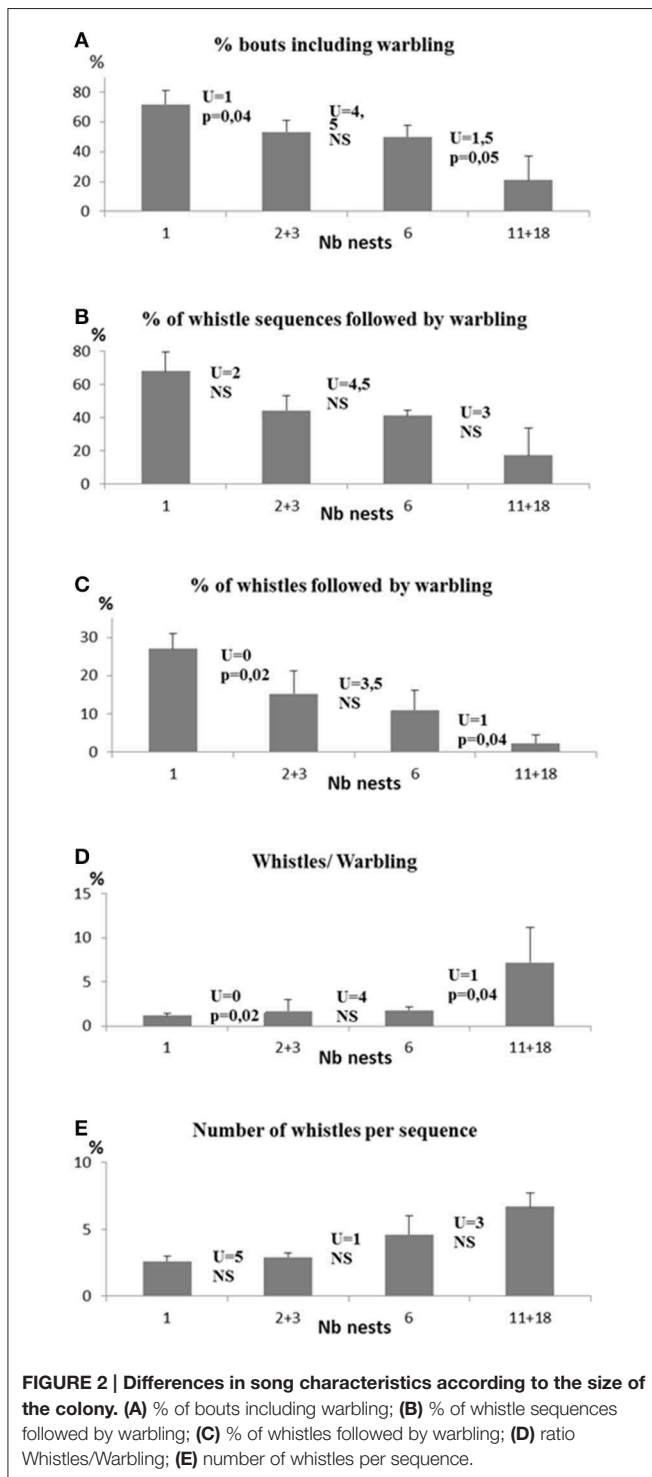 A
% bouts including warbling
%
80
60
40
20
0
U=1
p=0,04
U=4,
5
NS
U=1,5
p=0,05
1
2+3
6
11+18
Nb nests
B
% of whistle sequences followed by warbling
%
80
60
40
20
0
U=2
NS
U=4,5
NS
U=3
NS
1
2+3
6
11+18
Nb nests
C
% of whistles followed by warbling
%
30
20
10
0
U=0
p=0,02
U=3,5
NS
U=1
p=0,04
1
2+3
6
11+18
Nb nests
D
Whistles/ Warbling
%
15
10
5
0
U=0
p=0,02
U=4
NS
U=1
p=0,04
1
2+3
6
11+18
Nb nests
E
Number of whistles per sequence
%
10
5
0
U=5
NS
U=1
NS
U=3
NS
1
2+3
6
11+18
Nb nests
FIGURE 2 | Differences in song characteristics according to the size of
the colony. (A) % of bouts including warbling; (B) % of whistle sequences
followed by warbling; (C) % of whistles followed by warbling; (D) ratio
Whistles/Warbling; (E) number of whistles per sequence.